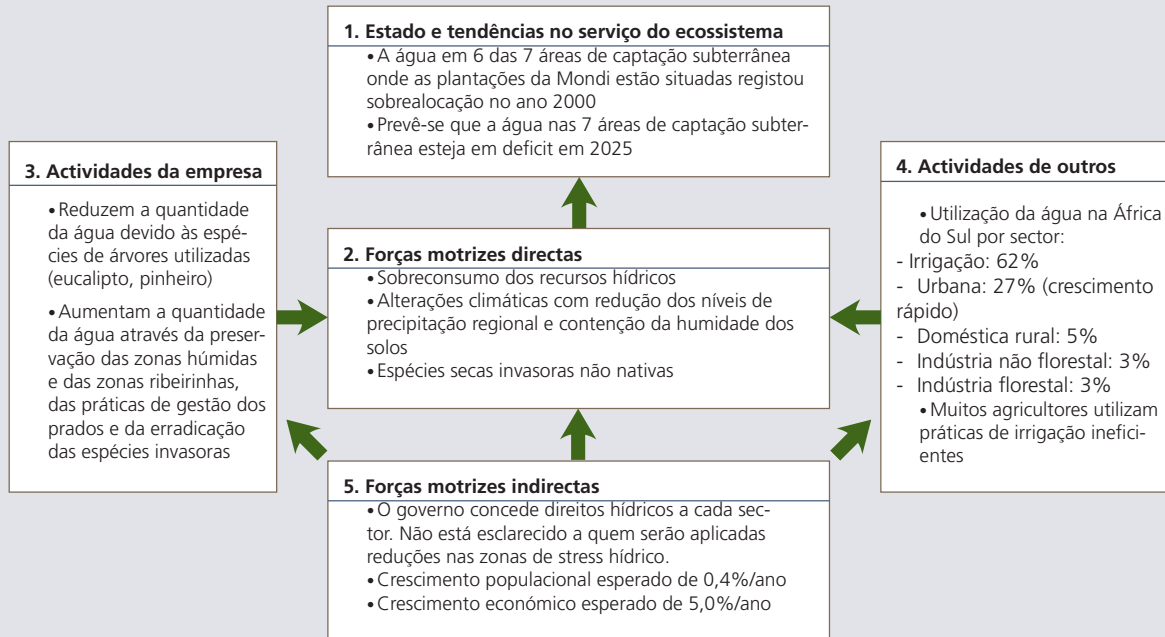 1. Estado e tendências no serviço do ecossistema
• A água em 6 das 7 áreas de captação subterrânea
onde as plantações da Mondi estão situadas registou
sobrealocação no ano 2000
• Prevê-se que a água nas 7 áreas de captação subter-
rânea esteja em deficit em 2025
3. Actividades da empresa
• Reduzem a quantidade
da água devido às espé-
cies de árvores utilizadas
(eucalipto, pinheiro)
• Aumentam a quantidade
da água através da preser-
vação das zonas húmidas
e das zonas ribeirinhas,
das práticas de gestão dos
prados e da erradicação
das espécies invasoras
2. Forças motrizes directas
• Sobreconsumo dos recursos hídricos
• Alterações climáticas com redução dos níveis de
precipitação regional e contenção da humidade dos
solos
• Espécies secas invasoras não nativas
4. Actividades de outros
• Utilização da água na África
do Sul por sector:
- Irrigação: 62%
- Urbana: 27% (crescimento
rápido)
- Doméstica rural: 5%
- Indústria não florestal: 3%
- Indústria florestal: 3%
• Muitos agricultores utilizam
práticas de irrigação inefici-
entes
5. Forças motrizes indirectas
• O governo concede direitos hídricos a cada sec-
tor. Não está esclarecido a quem serão aplicadas
reduções nas zonas de stress hídrico.
• Crescimento populacional esperado de 0,4%/ano
• Crescimento económico esperado de 5,0%/ano